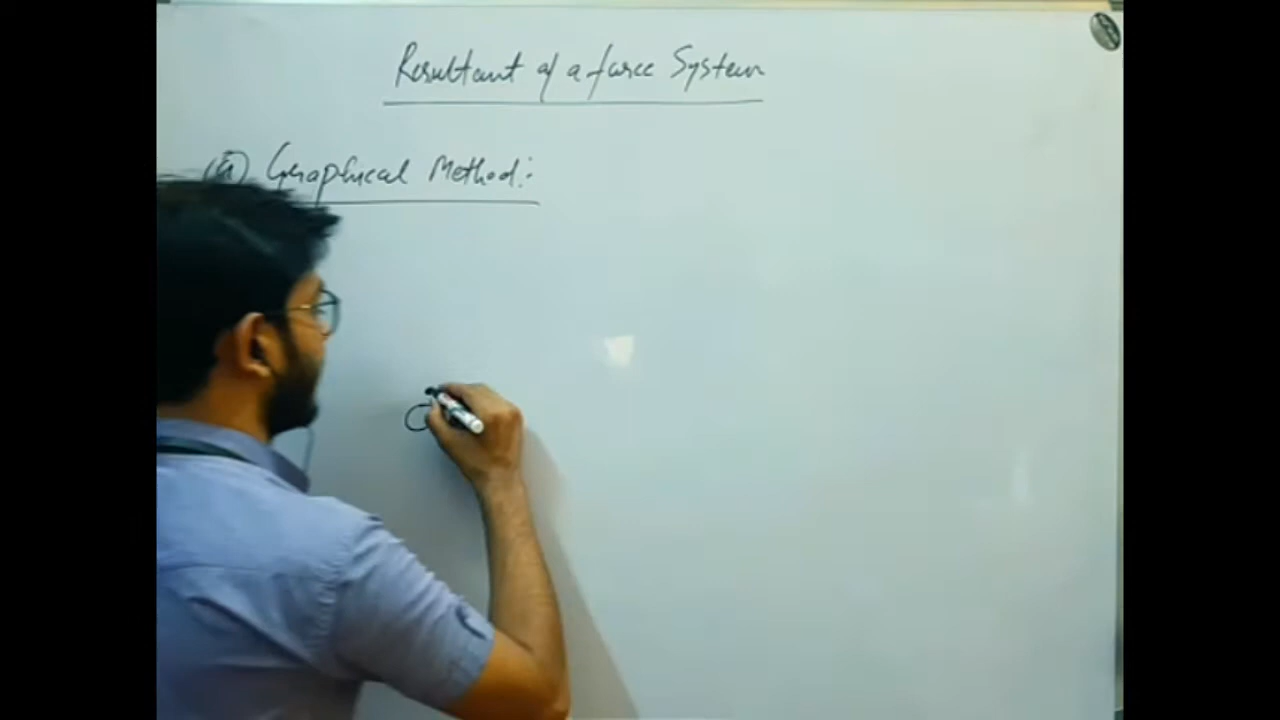 Resultant of a force System
Graphical Method:-